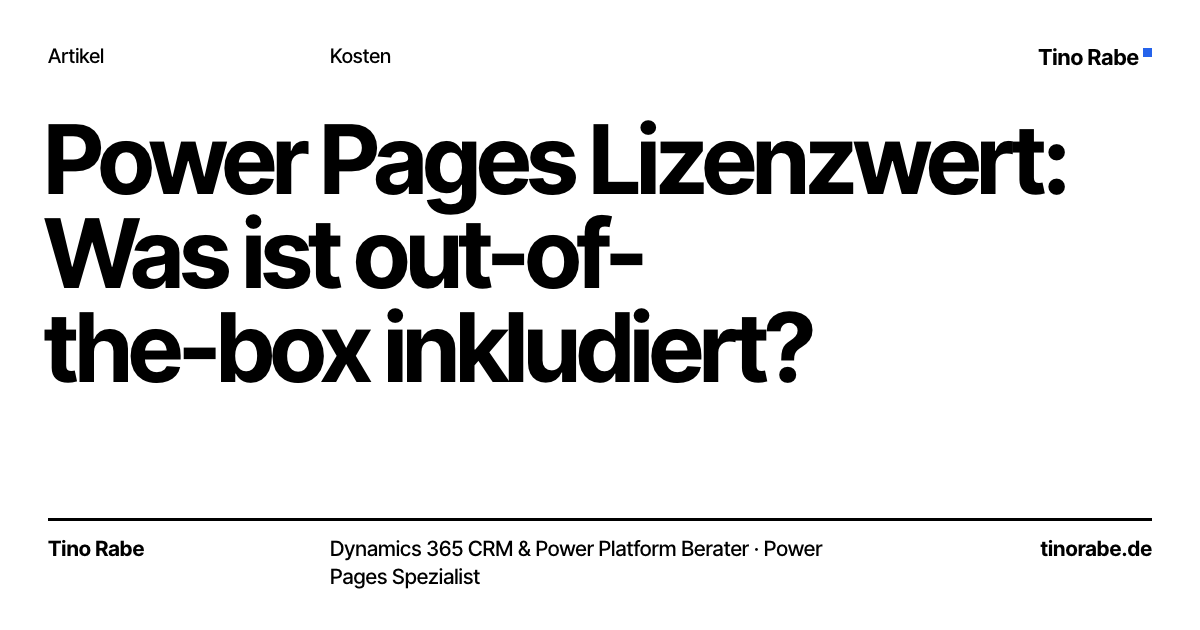 Artikel
Kosten
Tino Rabe
Power Pages Lizenzwert:
Was ist out-of-
the-box inkludiert?
Tino Rabe
Dynamics 365 CRM & Power Platform Berater · Power
Pages Spezialist
tinorabe.de